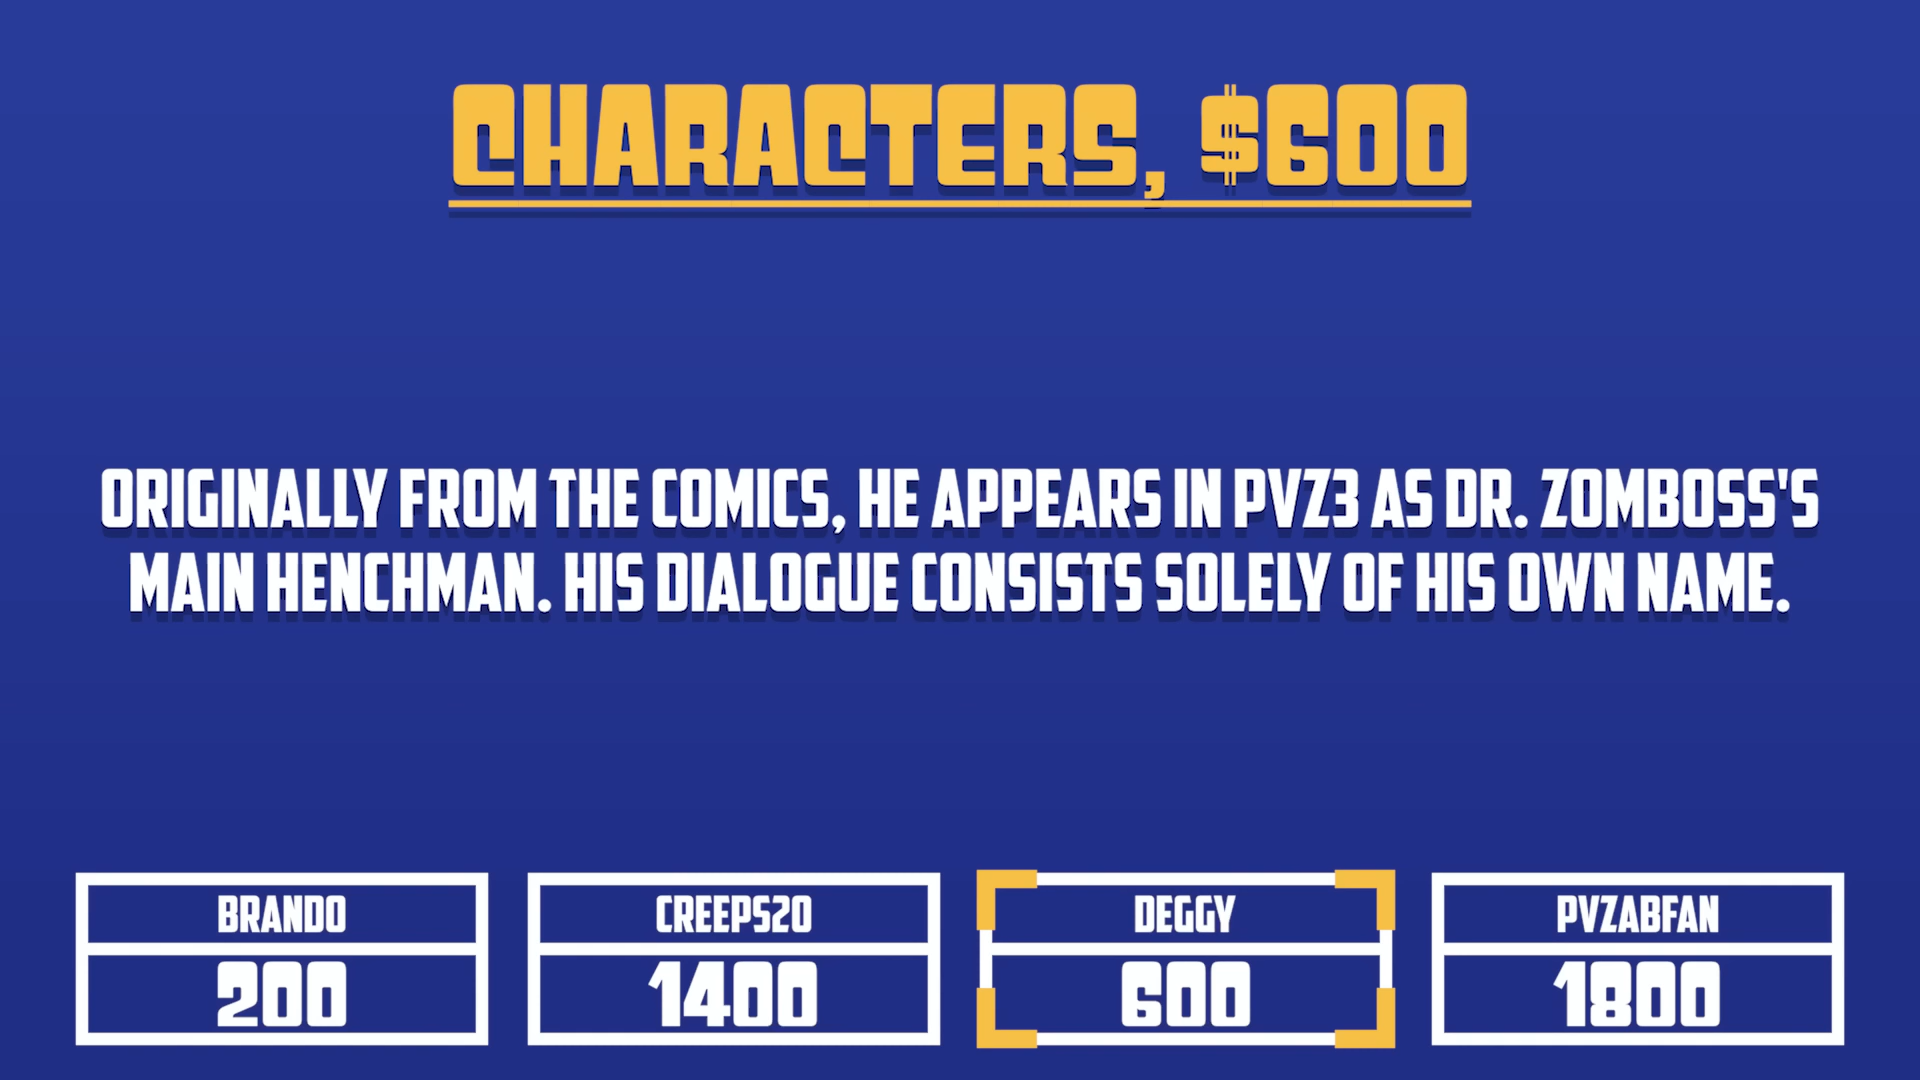 CHARACTERS, $600
ORIGINALLY FROM THE COMICS, HE APPEARS IN PVZ3 AS DR. ZOMBOSS'S
MAIN HENCHMAN. HIS DIALOGUE CONSISTS SOLELY OF HIS OWN NAME.
BRANDO
200
CREEPS20
1400
DEGGY
600
PVZABFAN
1800